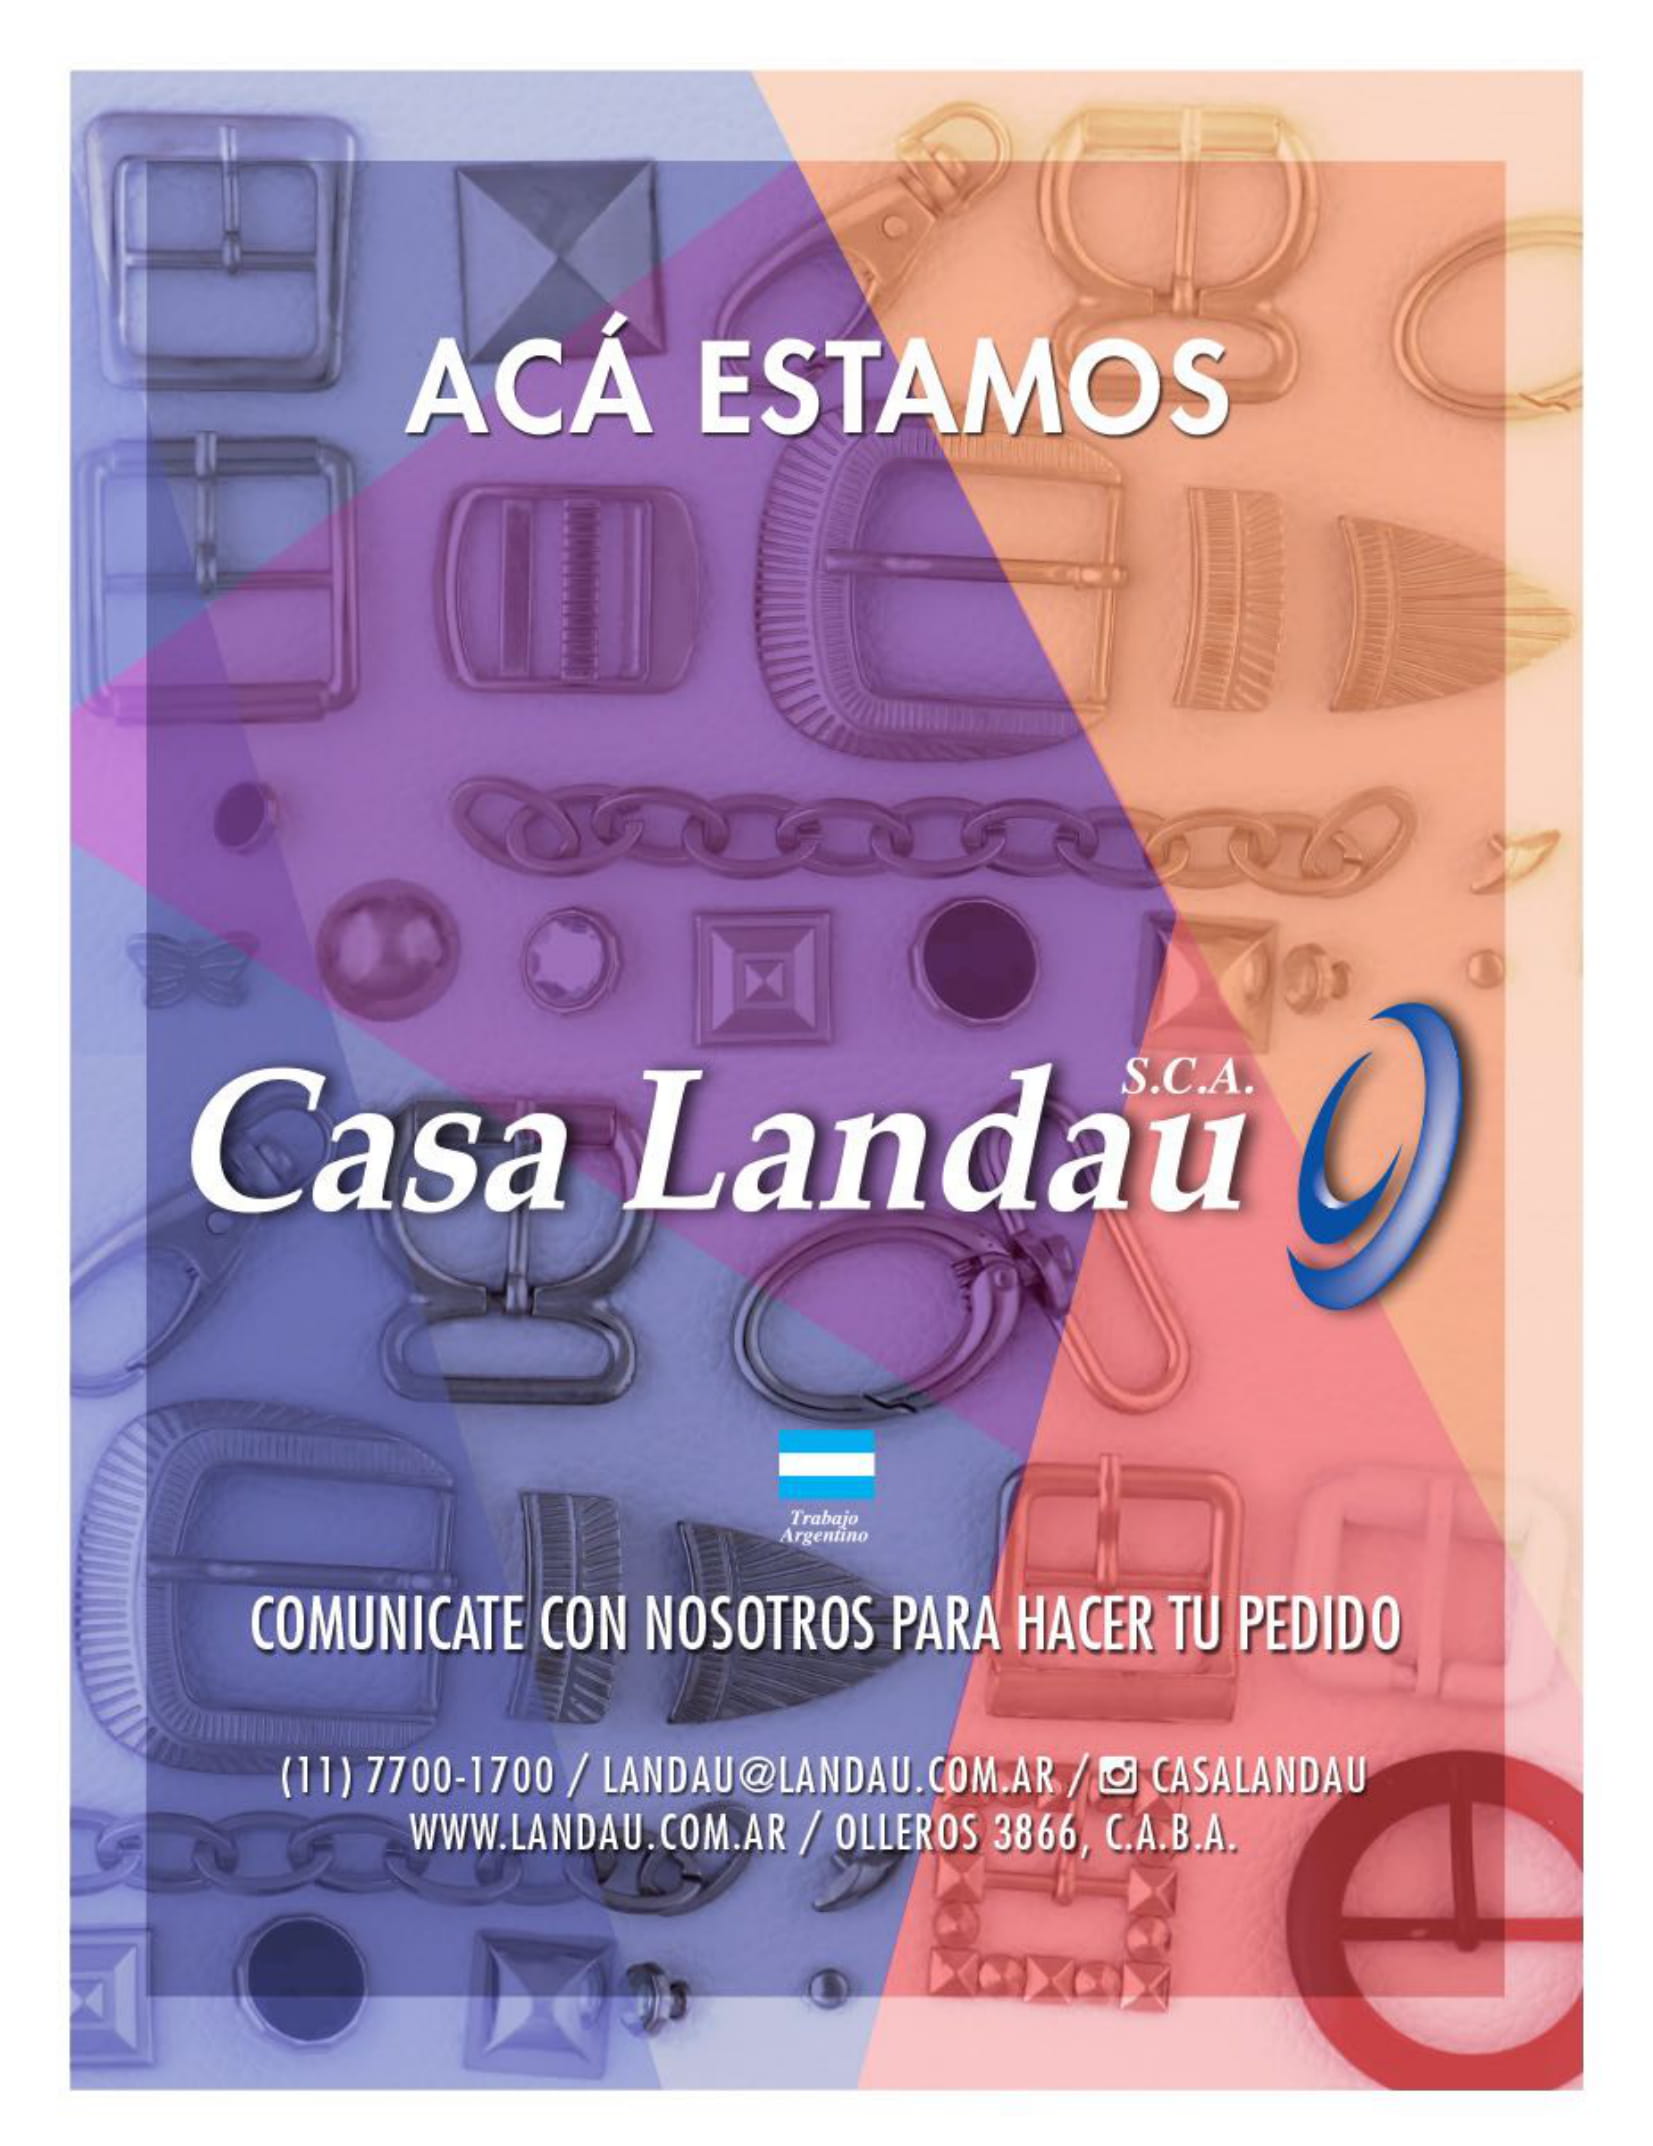 ACÁ ESTAMOS
S.C.A.
Casa Landau
Trabajo
Argentino
COMUNICATE CON NOSOTROS PARA HACER TU PEDIDO
(11) 7700-1700 / LANDAU@LANDAU.COM.AR / CASALANDAU
WWW.LANDAU.COM.AR / OLLEROS 3866, C.A.B.A.